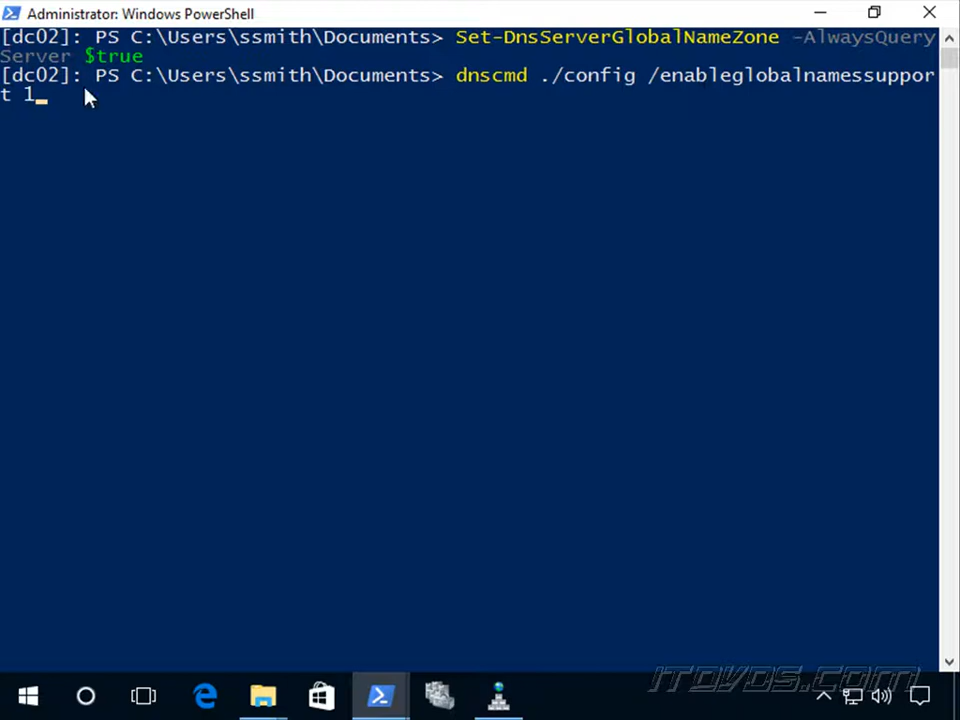 Administrator: Windows PowerShell
[dc02]: PS C:\Users\ssmith\Documents> Set-DnsServerGlobalNameZone -AlwaysQuery
Server $true
[dc02]: PS C:\Users\ssmith\Documents> dnscmd ./config /enableglobalnamessuppor
t 1
ITdvds.com